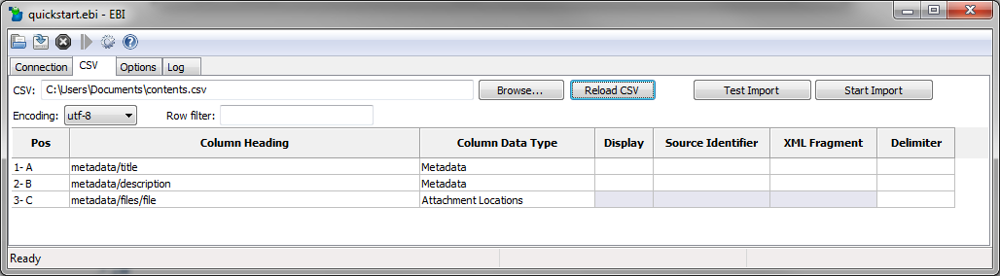 quickstart.ebi - EBI
Connection CSV Options Log
CSV: C:\Users\Documents\contents.csv Browse... Reload CSV Test Import Start Import
Encoding: utf-8 Row filter:
Pos Column Heading Column Data Type Display Source Identifier XML Fragment Delimiter
1- A metadata/title Metadata
2- B metadata/description Metadata
3- C metadata/files/file Attachment Locations
Ready